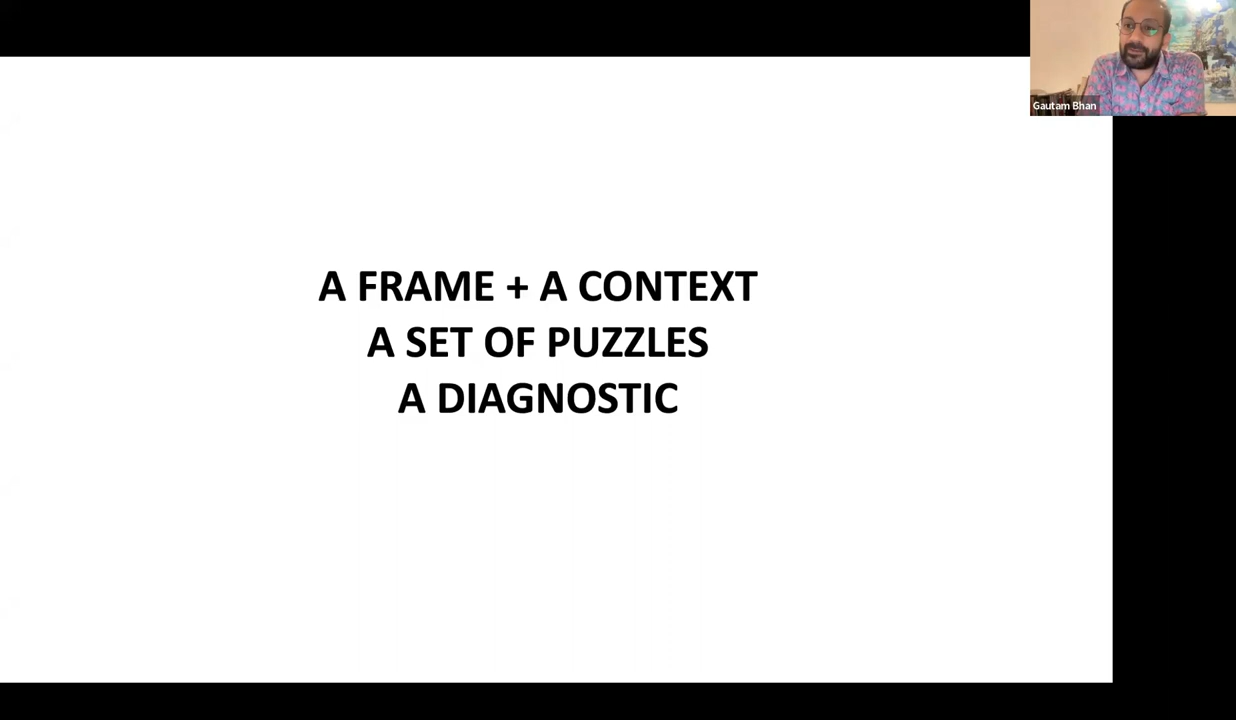 Gautam Bhan
A FRAME + A CONTEXT
A SET OF PUZZLES
A DIAGNOSTIC